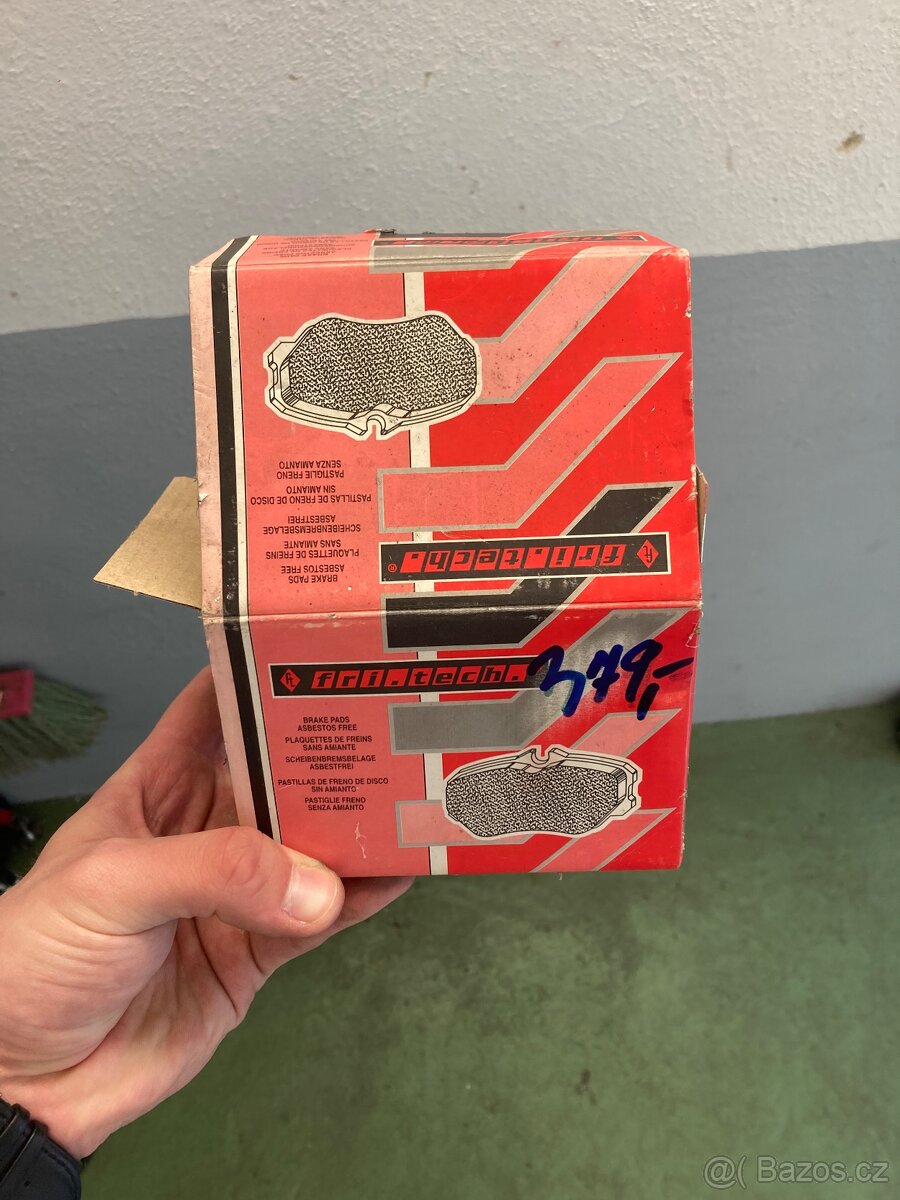 BRAKE PADS
ASBESTOS FREE
PLAQUETTES DE FREINS
SANS AMIANTE
SCHEIBENBREMSBELAGE
ASBESTFREI
PASTILLAS DE FRENO DE DISCO
SIN AMIANTO
PASTIGLIE FRENO
SENZA AMIANTO
ft fri.tech.®
ft fri.tech.
379,-
BRAKE PADS
ASBESTOS FREE
PLAQUETTES DE FREINS
SANS AMIANTE
SCHEIBENBREMSBELAGE
ASBESTFREI
PASTILLAS DE FRENO DE DISCO
SIN AMIANTO
PASTIGLIE FRENO
SENZA AMIANTO
@( Bazos.cz